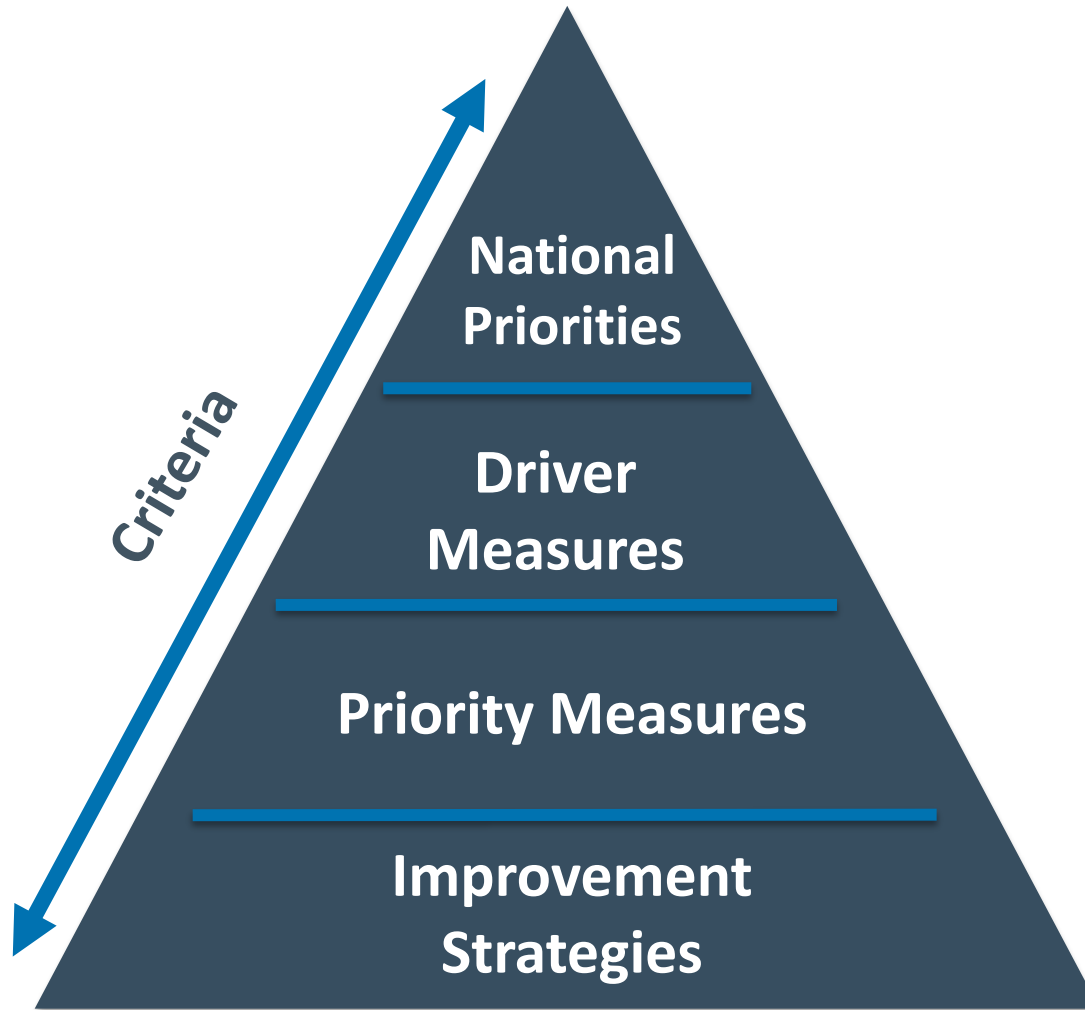 Criteria
National
Priorities
Driver
Measures
Priority Measures
Improvement
Strategies